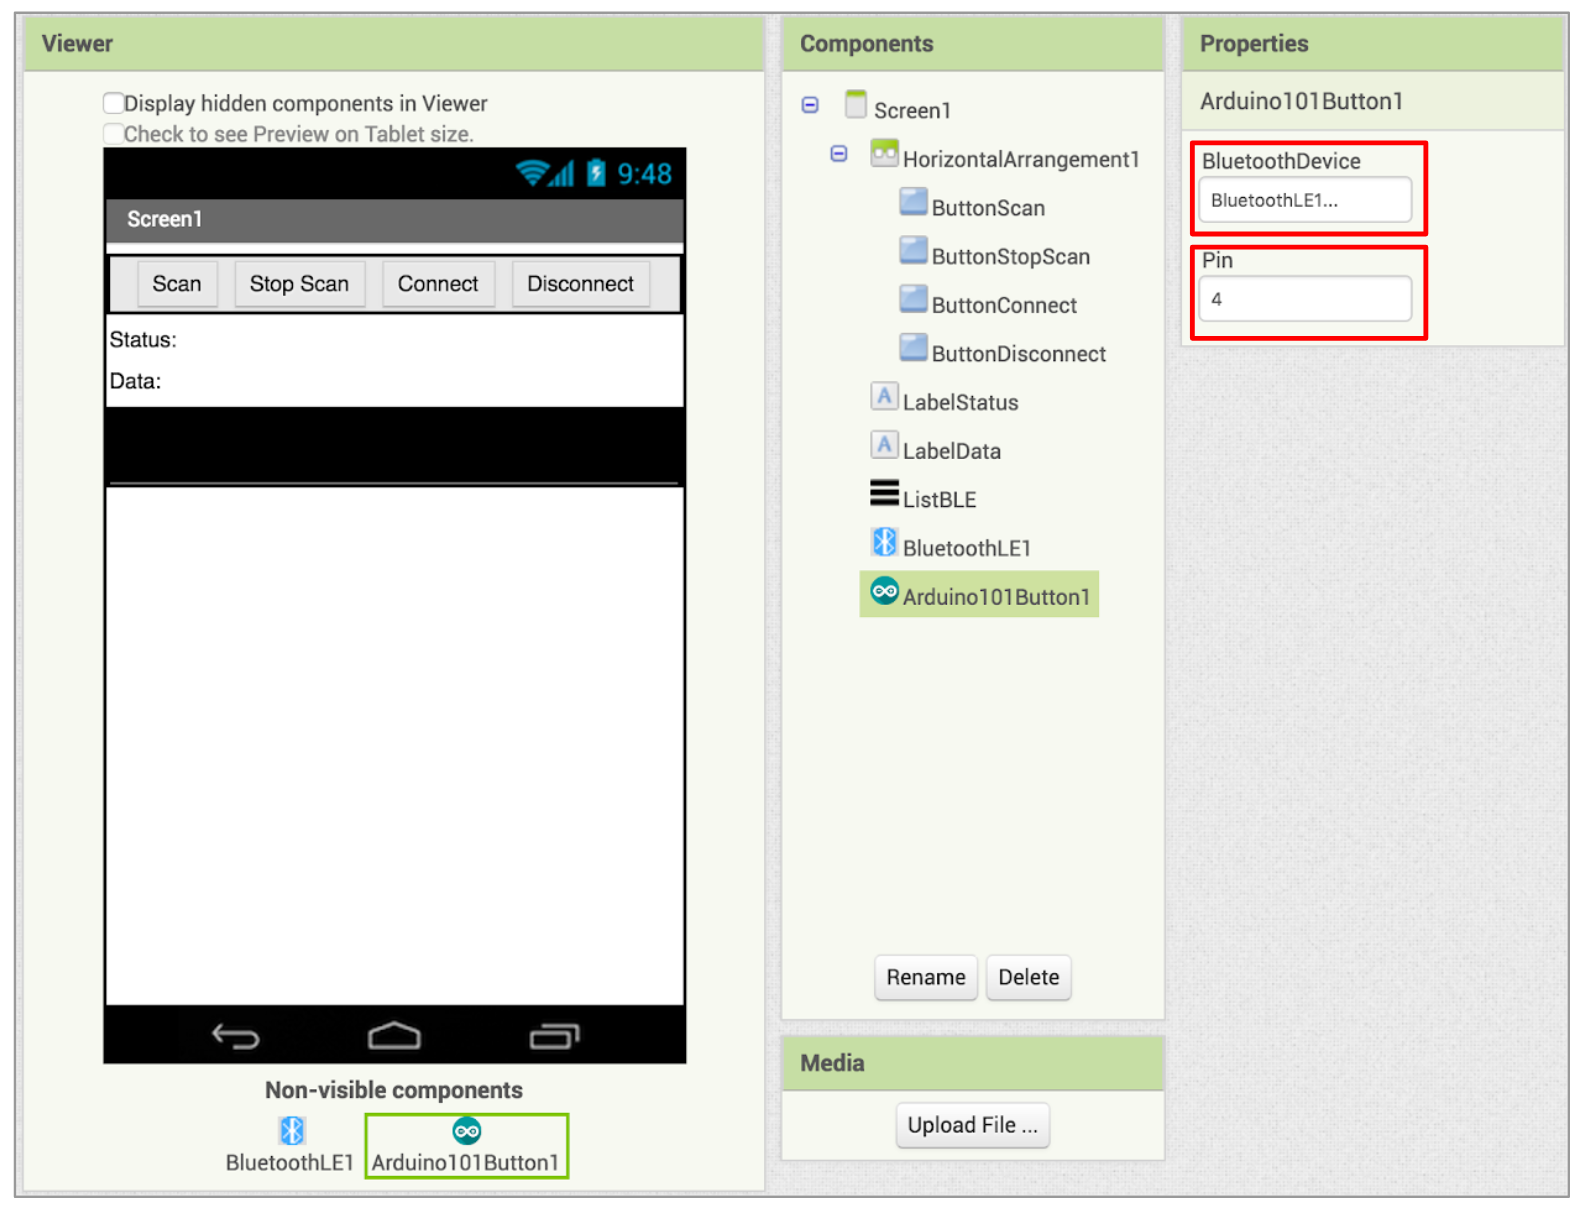 Viewer
Display hidden components in Viewer
Check to see Preview on Tablet size.
9:48
Screen1
Scan
Stop Scan
Connect
Disconnect
Status:
Data:
Non-visible components
BluetoothLE1
Arduino101Button1
Components
Screen1
HorizontalArrangement1
ButtonScan
ButtonStopScan
ButtonConnect
ButtonDisconnect
A LabelStatus
A LabelData
ListBLE
BluetoothLE1
Arduino101Button1
Rename
Delete
Media
Upload File ...
Properties
Arduino101Button1
BluetoothDevice
BluetoothLE1...
Pin
4